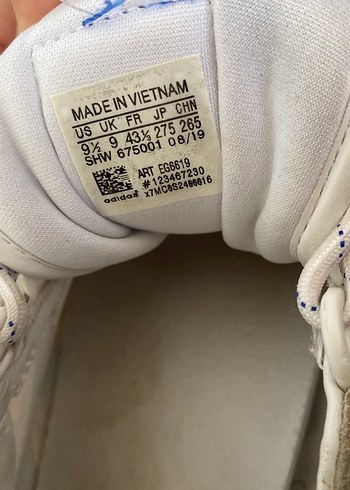 MADE IN VIETNAM
US UK FR JP CHN
9½ 9 43⅓ 275 265
SHW 675001 08/19
ART EG6619
#123467230
X7MC8S2466616
adidas